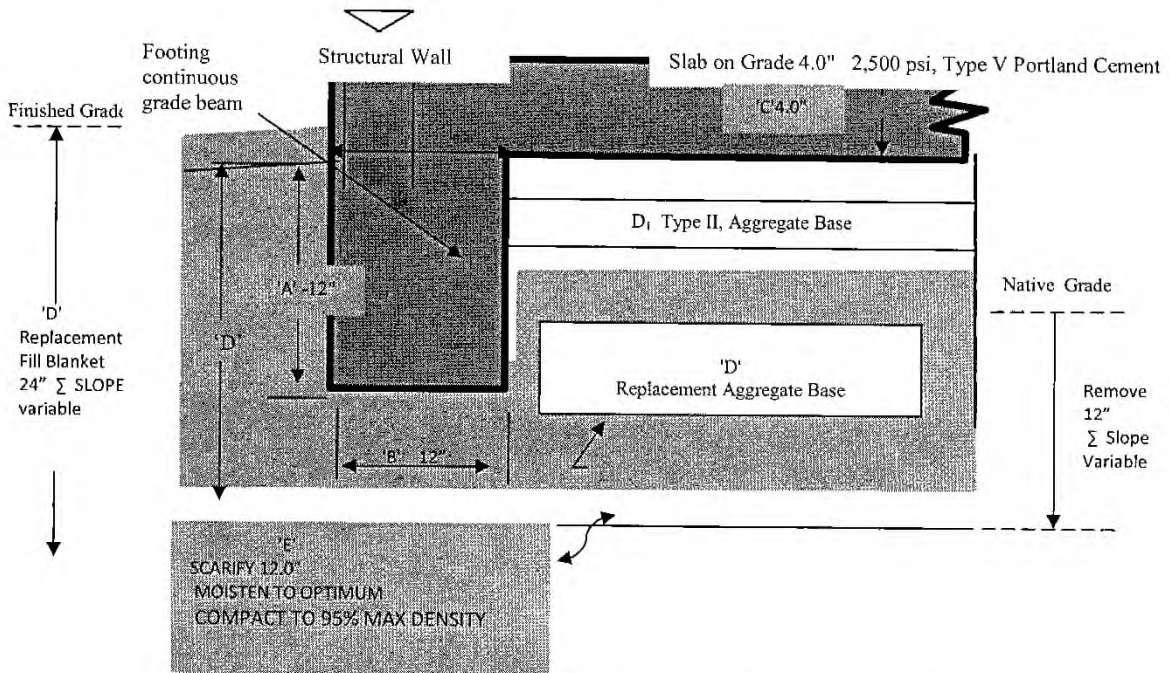 Footing
continuous
grade beam
Structural Wall
Slab on Grade 4.0" 2,500 psi, Type V Portland Cement
'C'4.0"
Finished Grade
D₁ Type II, Aggregate Base
'A' -12"
Native Grade
'D'
Replacement
Fill Blanket
24" ∑ SLOPE
variable
'D'
'D'
Replacement Aggregate Base
Remove
12"
∑ Slope
Variable
'B' 12"
'E'
SCARIFY 12.0"
MOISTEN TO OPTIMUM
COMPACT TO 95% MAX DENSITY